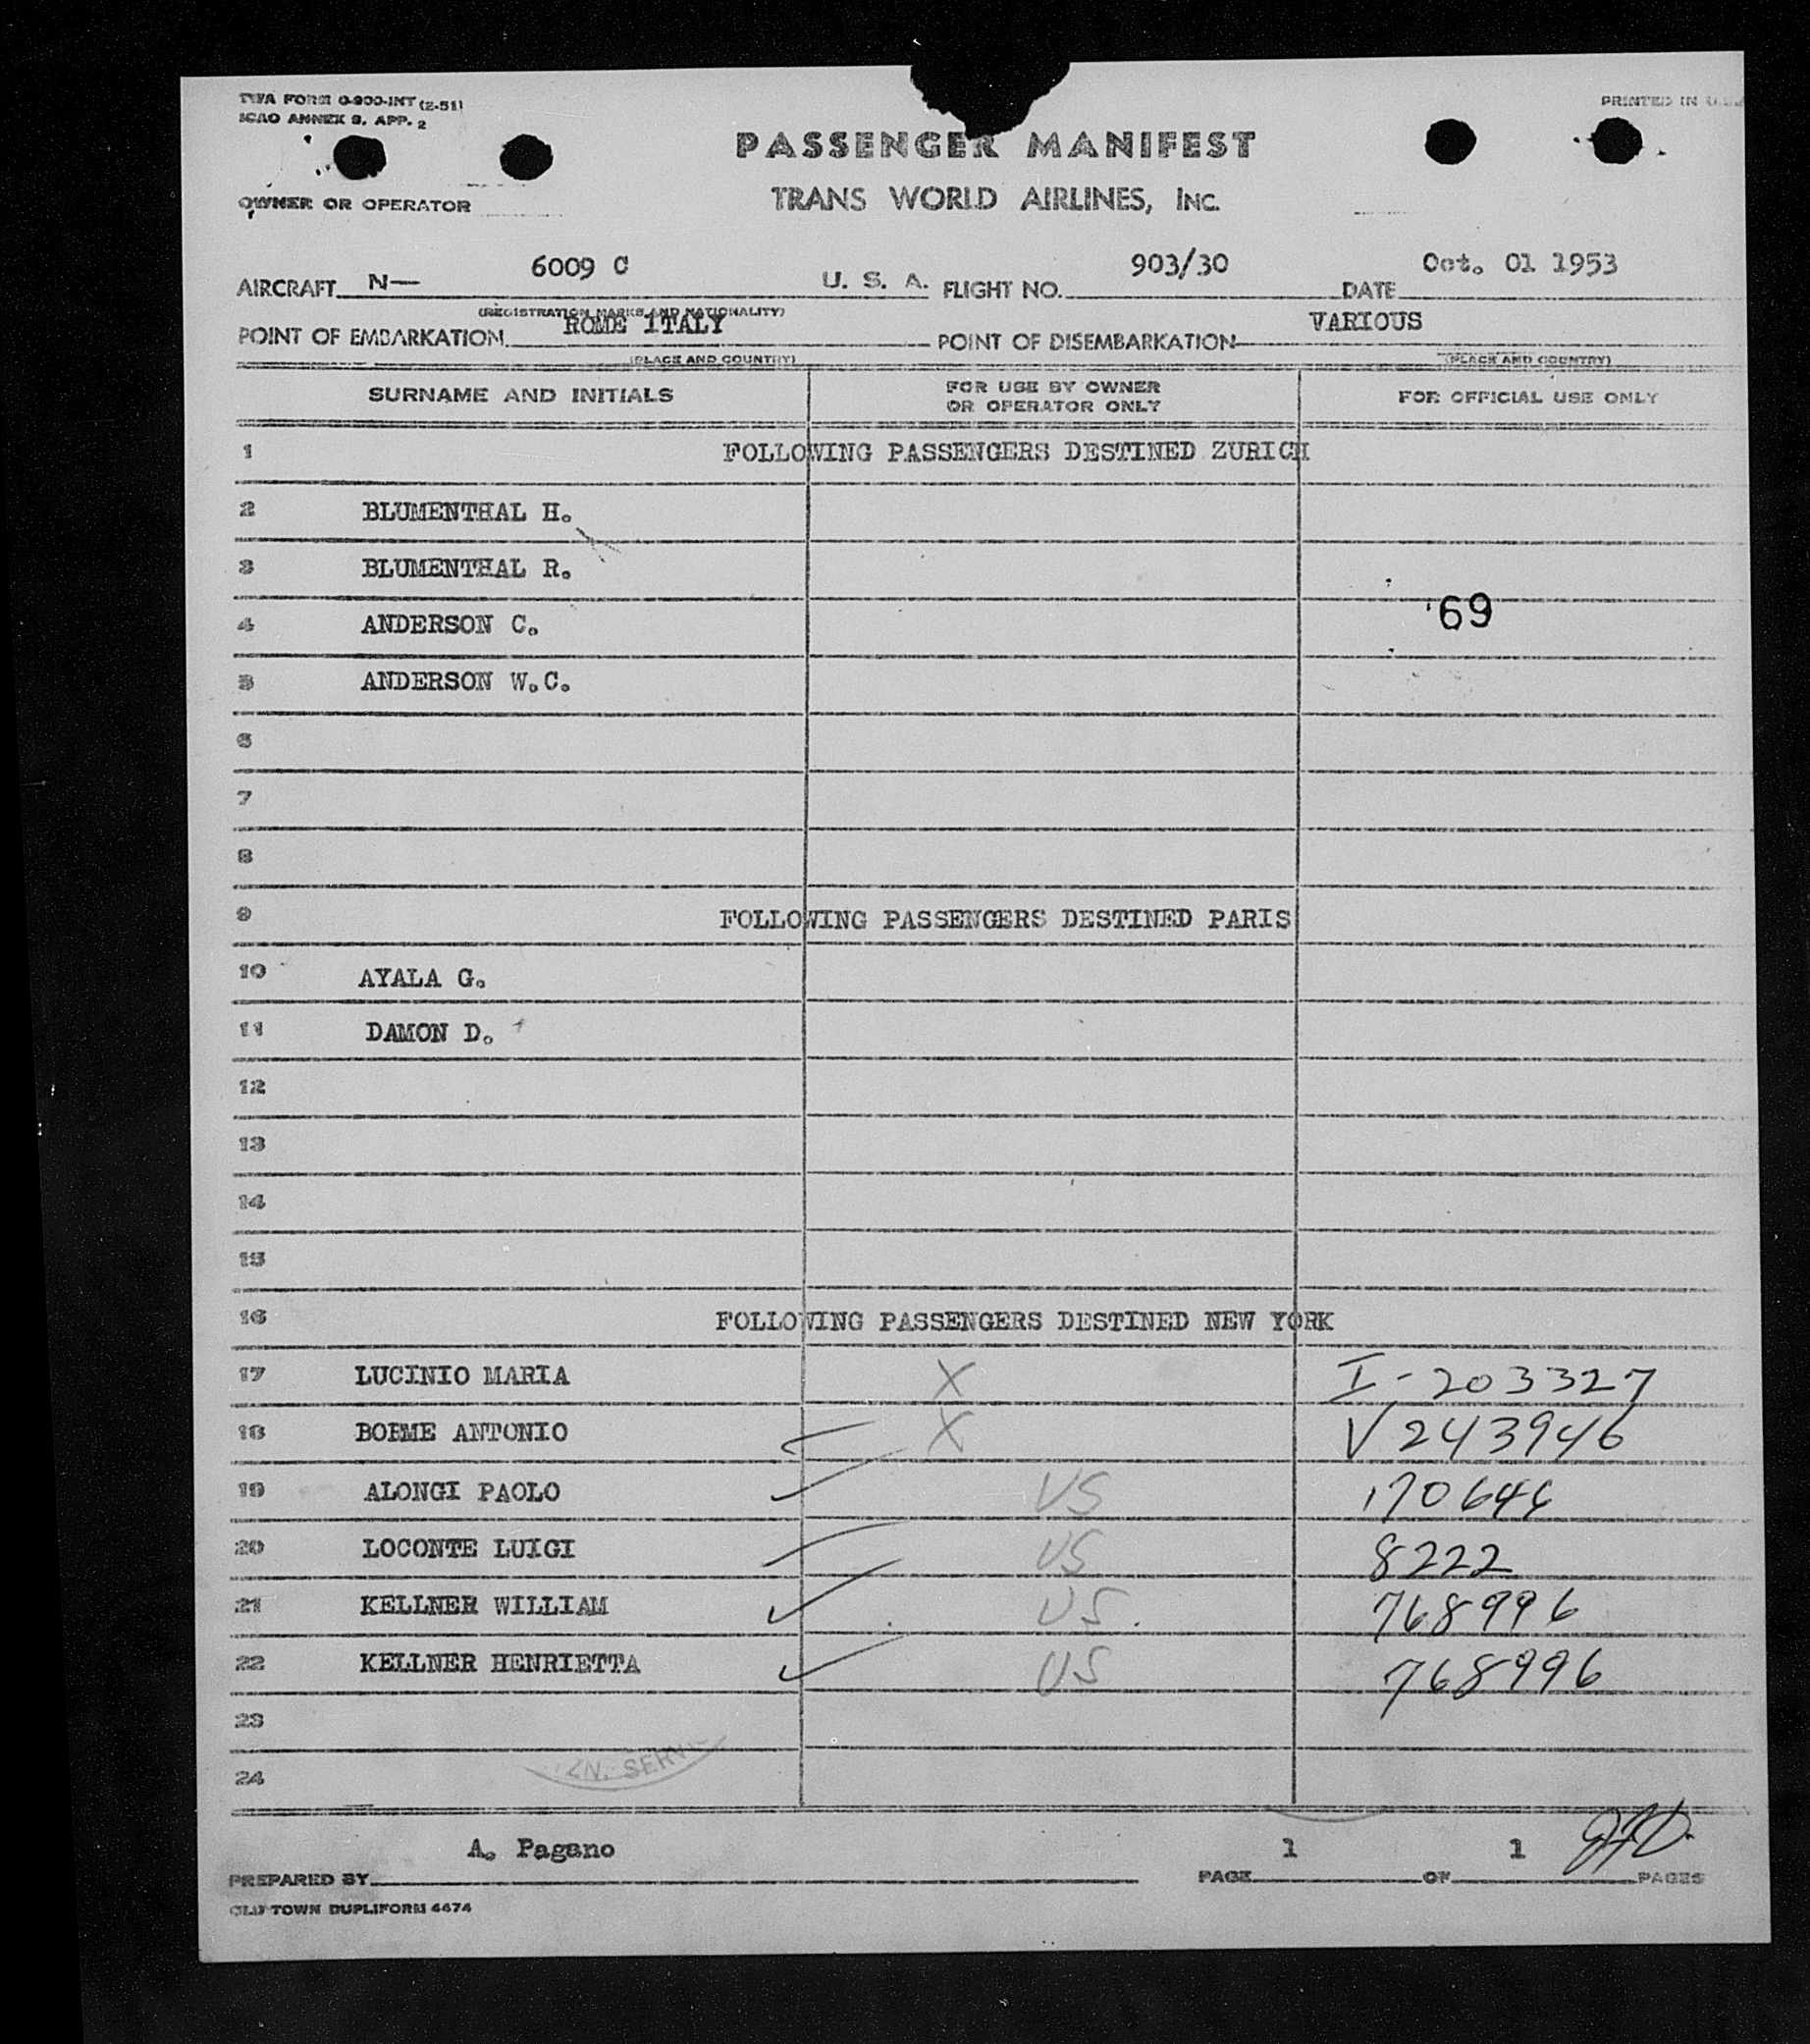 TWA FORM O-900-INT (2-51)
ICAO ANNEX 9, APP. 2
PRINTED IN U.S.A.
PASSENGER MANIFEST
OWNER OR OPERATOR
TRANS WORLD AIRLINES, INC.
AIRCRAFT N— 6009 C U. S. A. FLIGHT NO. 903/30 DATE Oct. 01 1953
(REGISTRATION MARKS AND NATIONALITY)
POINT OF EMBARKATION ROME ITALY POINT OF DISEMBARKATION VARIOUS
(PLACE AND COUNTRY) (PLACE AND COUNTRY)
SURNAME AND INITIALS FOR USE BY OWNER OR OPERATOR ONLY FOR OFFICIAL USE ONLY
1 FOLLOWING PASSENGERS DESTINED ZURICH
2 BLUMENTHAL H.
3 BLUMENTHAL R.
4 ANDERSON C. 69
5 ANDERSON W.C.
6
7
8
9 FOLLOWING PASSENGERS DESTINED PARIS
10 AYALA G.
11 DAMON D.
12
13
14
15
16 FOLLOWING PASSENGERS DESTINED NEW YORK
17 LUCINIO MARIA X I-203327
18 ANTONIO X V 243946
19 ALONGI PAOLO US 170646
20 LOCONTE LUIGI US 8222
21 KELLNER WILLIAM US. 768996
22 KELLNER HENRIETTA US 768996
23
24
A. Pagano
PREPARED BY PAGE 1 OF 1 PAGES
DUPLIFORM 4474